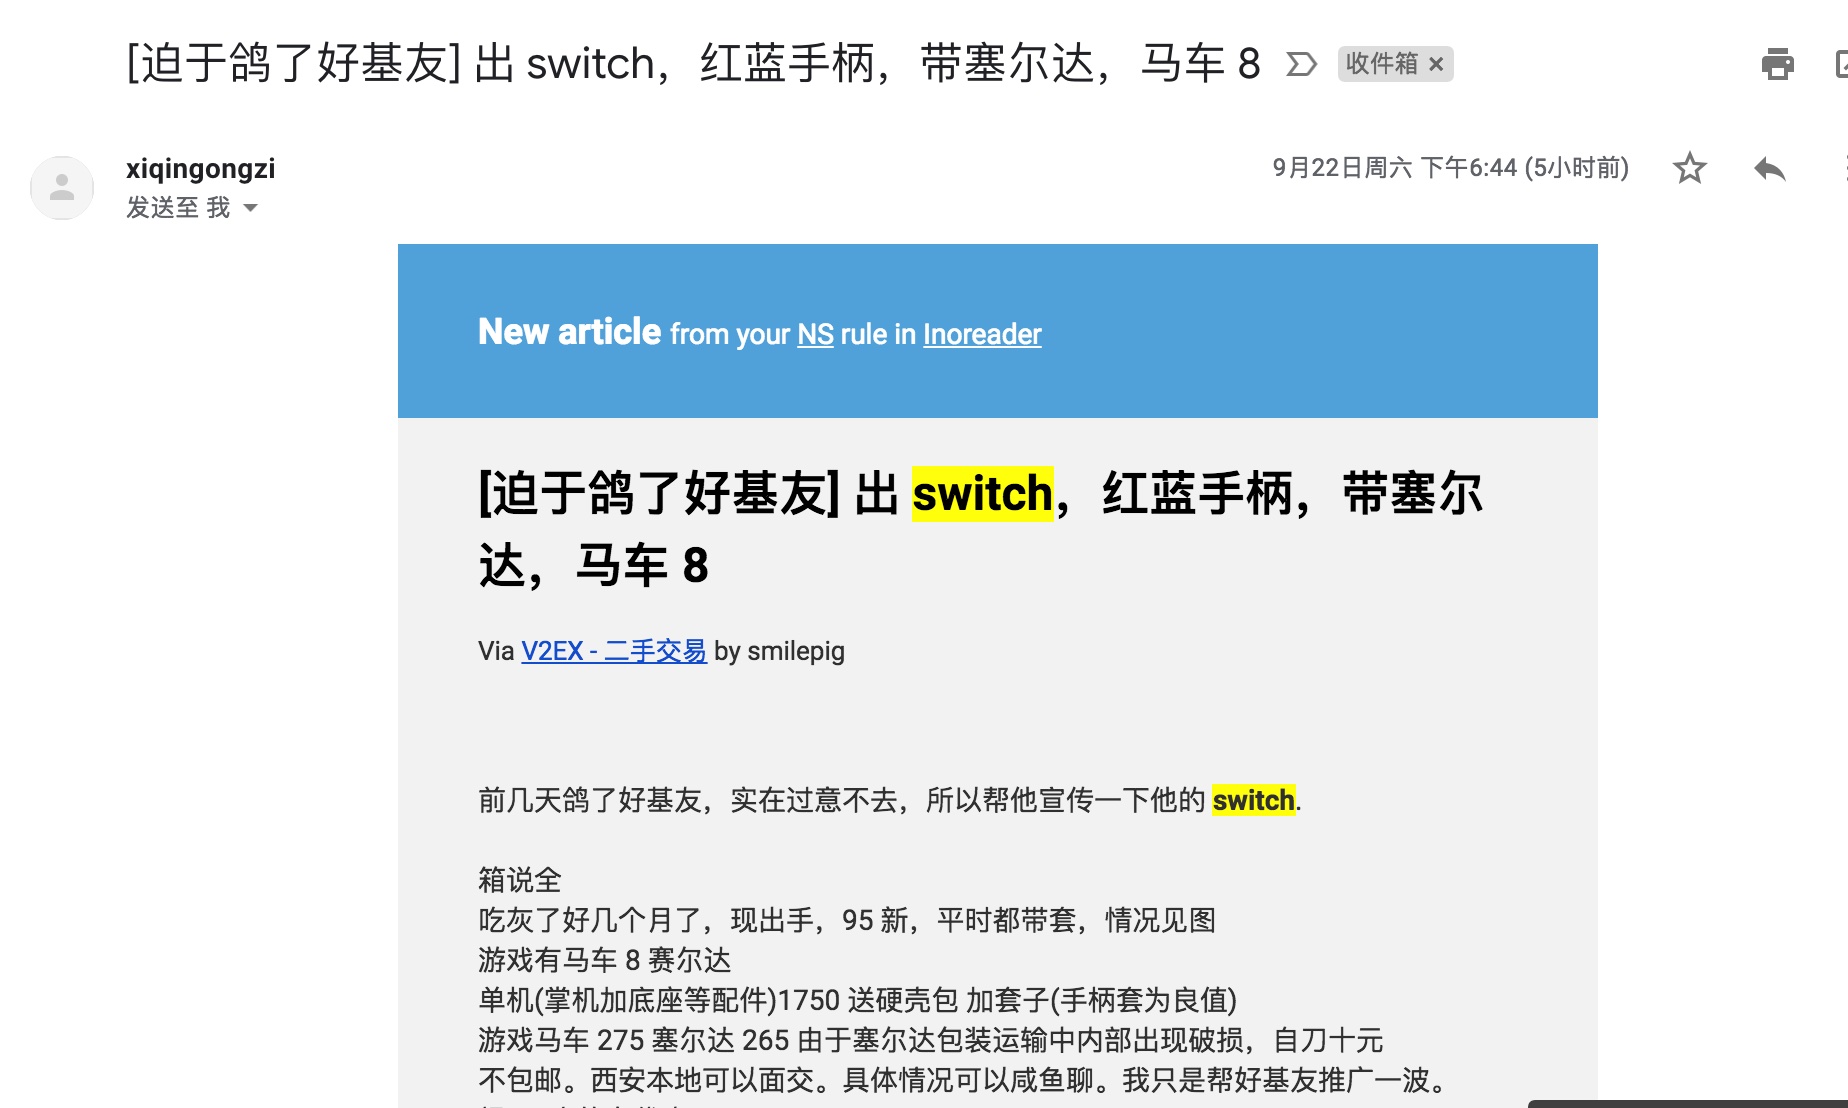 [迫于鸽了好基友] 出 switch，红蓝手柄，带塞尔达，马车 8
收件箱 ×
xiqingongzi
9月22日周六 下午6:44 (5小时前)
发送至 我
New article from your NS rule in Inoreader
[迫于鸽了好基友] 出 switch，红蓝手柄，带塞尔
达，马车 8
Via V2EX - 二手交易 by smilepig
前几天鸽了好基友，实在过意不去，所以帮他宣传一下他的 switch.
箱说全
吃灰了好几个月了，现出手，95 新，平时都带套，情况见图
游戏有马车 8 赛尔达
单机(掌机加底座等配件)1750 送硬壳包 加套子(手柄套为良值)
游戏马车 275 塞尔达 265 由于塞尔达包装运输中内部出现破损，自刀十元
不包邮。西安本地可以面交。具体情况可以咸鱼聊。我只是帮好基友推广一波。